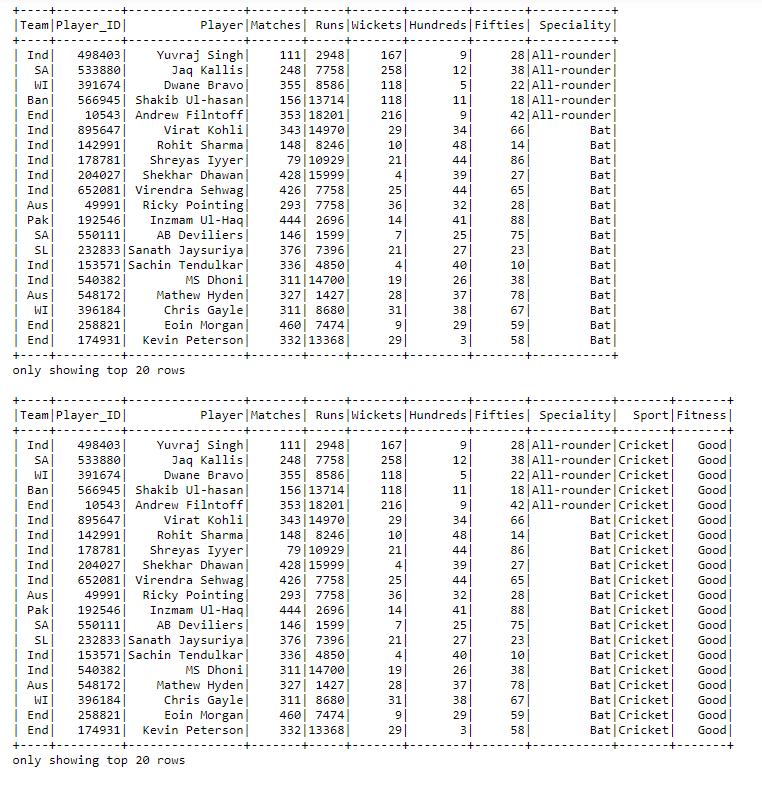 +----+---------+----------------+-------+-----+-------+--------+-------+-----------+
|Team|Player_ID|          Player|Matches| Runs|Wickets|Hundreds|Fifties| Speciality|
+----+---------+----------------+-------+-----+-------+--------+-------+-----------+
| Ind|   498403|    Yuvraj Singh|    111| 2948|    167|       9|     28|All-rounder|
|  SA|   533880|      Jaq Kallis|    248| 7758|    258|      12|     38|All-rounder|
|  WI|   391674|     Dwane Bravo|    355| 8586|    118|       5|     22|All-rounder|
| Ban|   566945| Shakib Ul-hasan|    156|13714|    118|      11|     18|All-rounder|
| End|    10543| Andrew Filntoff|    353|18201|    216|       9|     42|All-rounder|
| Ind|   895647|     Virat Kohli|    343|14970|     29|      34|     66|        Bat|
| Ind|   142991|    Rohit Sharma|    148| 8246|     10|      48|     14|        Bat|
| Ind|   178781|   Shreyas Iyyer|     79|10929|     21|      44|     86|        Bat|
| Ind|   204027|  Shekhar Dhawan|    428|15999|      4|      39|     27|        Bat|
| Ind|   652081| Virendra Sehwag|    426| 7758|     25|      44|     65|        Bat|
| Aus|    49991|  Ricky Pointing|    293| 7758|     36|      32|     28|        Bat|
| Pak|   192546|   Inzmam Ul-Haq|    444| 2696|     14|      41|     88|        Bat|
|  SA|   550111|    AB Deviliers|    146| 1599|      7|      25|     75|        Bat|
|  SL|   232833|Sanath Jaysuriya|    376| 7396|     21|      27|     23|        Bat|
| Ind|   153571|Sachin Tendulkar|    336| 4850|      4|      40|     10|        Bat|
| Ind|   540382|        MS Dhoni|    311|14700|     19|      26|     38|        Bat|
| Aus|   548172|    Mathew Hyden|    327| 1427|     28|      37|     78|        Bat|
|  WI|   396184|     Chris Gayle|    311| 8680|     31|      38|     67|        Bat|
| End|   258821|     Eoin Morgan|    460| 7474|      9|      29|     59|        Bat|
| End|   174931|  Kevin Peterson|    332|13368|     29|       3|     58|        Bat|
+----+---------+----------------+-------+-----+-------+--------+-------+-----------+
only showing top 20 rows
+----+---------+----------------+-------+-----+-------+--------+-------+-----------+-------+-------+
|Team|Player_ID|          Player|Matches| Runs|Wickets|Hundreds|Fifties| Speciality|  Sport|Fitness|
+----+---------+----------------+-------+-----+-------+--------+-------+-----------+-------+-------+
| Ind|   498403|    Yuvraj Singh|    111| 2948|    167|       9|     28|All-rounder|Cricket|   Good|
|  SA|   533880|      Jaq Kallis|    248| 7758|    258|      12|     38|All-rounder|Cricket|   Good|
|  WI|   391674|     Dwane Bravo|    355| 8586|    118|       5|     22|All-rounder|Cricket|   Good|
| Ban|   566945| Shakib Ul-hasan|    156|13714|    118|      11|     18|All-rounder|Cricket|   Good|
| End|    10543| Andrew Filntoff|    353|18201|    216|       9|     42|All-rounder|Cricket|   Good|
| Ind|   895647|     Virat Kohli|    343|14970|     29|      34|     66|        Bat|Cricket|   Good|
| Ind|   142991|    Rohit Sharma|    148| 8246|     10|      48|     14|        Bat|Cricket|   Good|
| Ind|   178781|   Shreyas Iyyer|     79|10929|     21|      44|     86|        Bat|Cricket|   Good|
| Ind|   204027|  Shekhar Dhawan|    428|15999|      4|      39|     27|        Bat|Cricket|   Good|
| Ind|   652081| Virendra Sehwag|    426| 7758|     25|      44|     65|        Bat|Cricket|   Good|
| Aus|    49991|  Ricky Pointing|    293| 7758|     36|      32|     28|        Bat|Cricket|   Good|
| Pak|   192546|   Inzmam Ul-Haq|    444| 2696|     14|      41|     88|        Bat|Cricket|   Good|
|  SA|   550111|    AB Deviliers|    146| 1599|      7|      25|     75|        Bat|Cricket|   Good|
|  SL|   232833|Sanath Jaysuriya|    376| 7396|     21|      27|     23|        Bat|Cricket|   Good|
| Ind|   153571|Sachin Tendulkar|    336| 4850|      4|      40|     10|        Bat|Cricket|   Good|
| Ind|   540382|        MS Dhoni|    311|14700|     19|      26|     38|        Bat|Cricket|   Good|
| Aus|   548172|    Mathew Hyden|    327| 1427|     28|      37|     78|        Bat|Cricket|   Good|
|  WI|   396184|     Chris Gayle|    311| 8680|     31|      38|     67|        Bat|Cricket|   Good|
| End|   258821|     Eoin Morgan|    460| 7474|      9|      29|     59|        Bat|Cricket|   Good|
| End|   174931|  Kevin Peterson|    332|13368|     29|       3|     58|        Bat|Cricket|   Good|
+----+---------+----------------+-------+-----+-------+--------+-------+-----------+-------+-------+
only showing top 20 rows